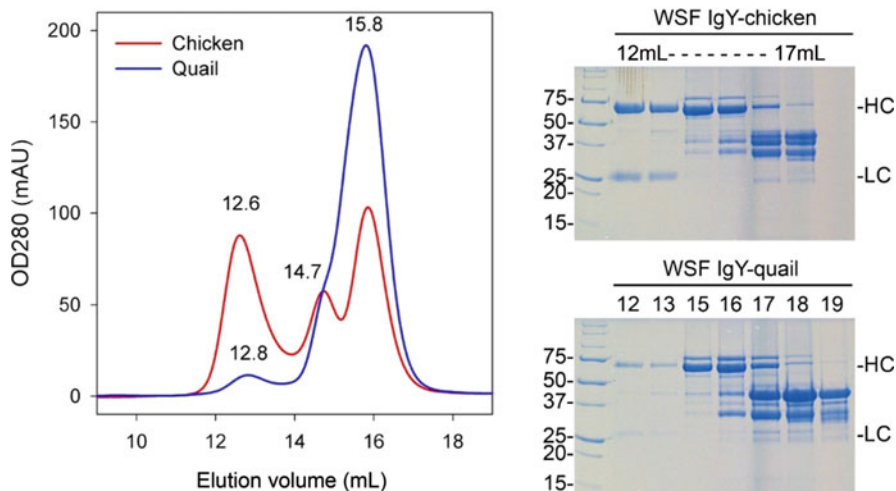 200
150
100
50
0
OD280 (mAU)
Chicken
Quail
15.8
12.6
14.7
12.8
10 12 14 16 18
Elution volume (mL)
WSF IgY-chicken
12mL- - - - - - - - - 17mL
75-
50-
37-
25-
20-
15-
-HC
-LC
WSF IgY-quail
12 13 15 16 17 18 19
75-
50-
37-
25-
20-
15-
-HC
-LC